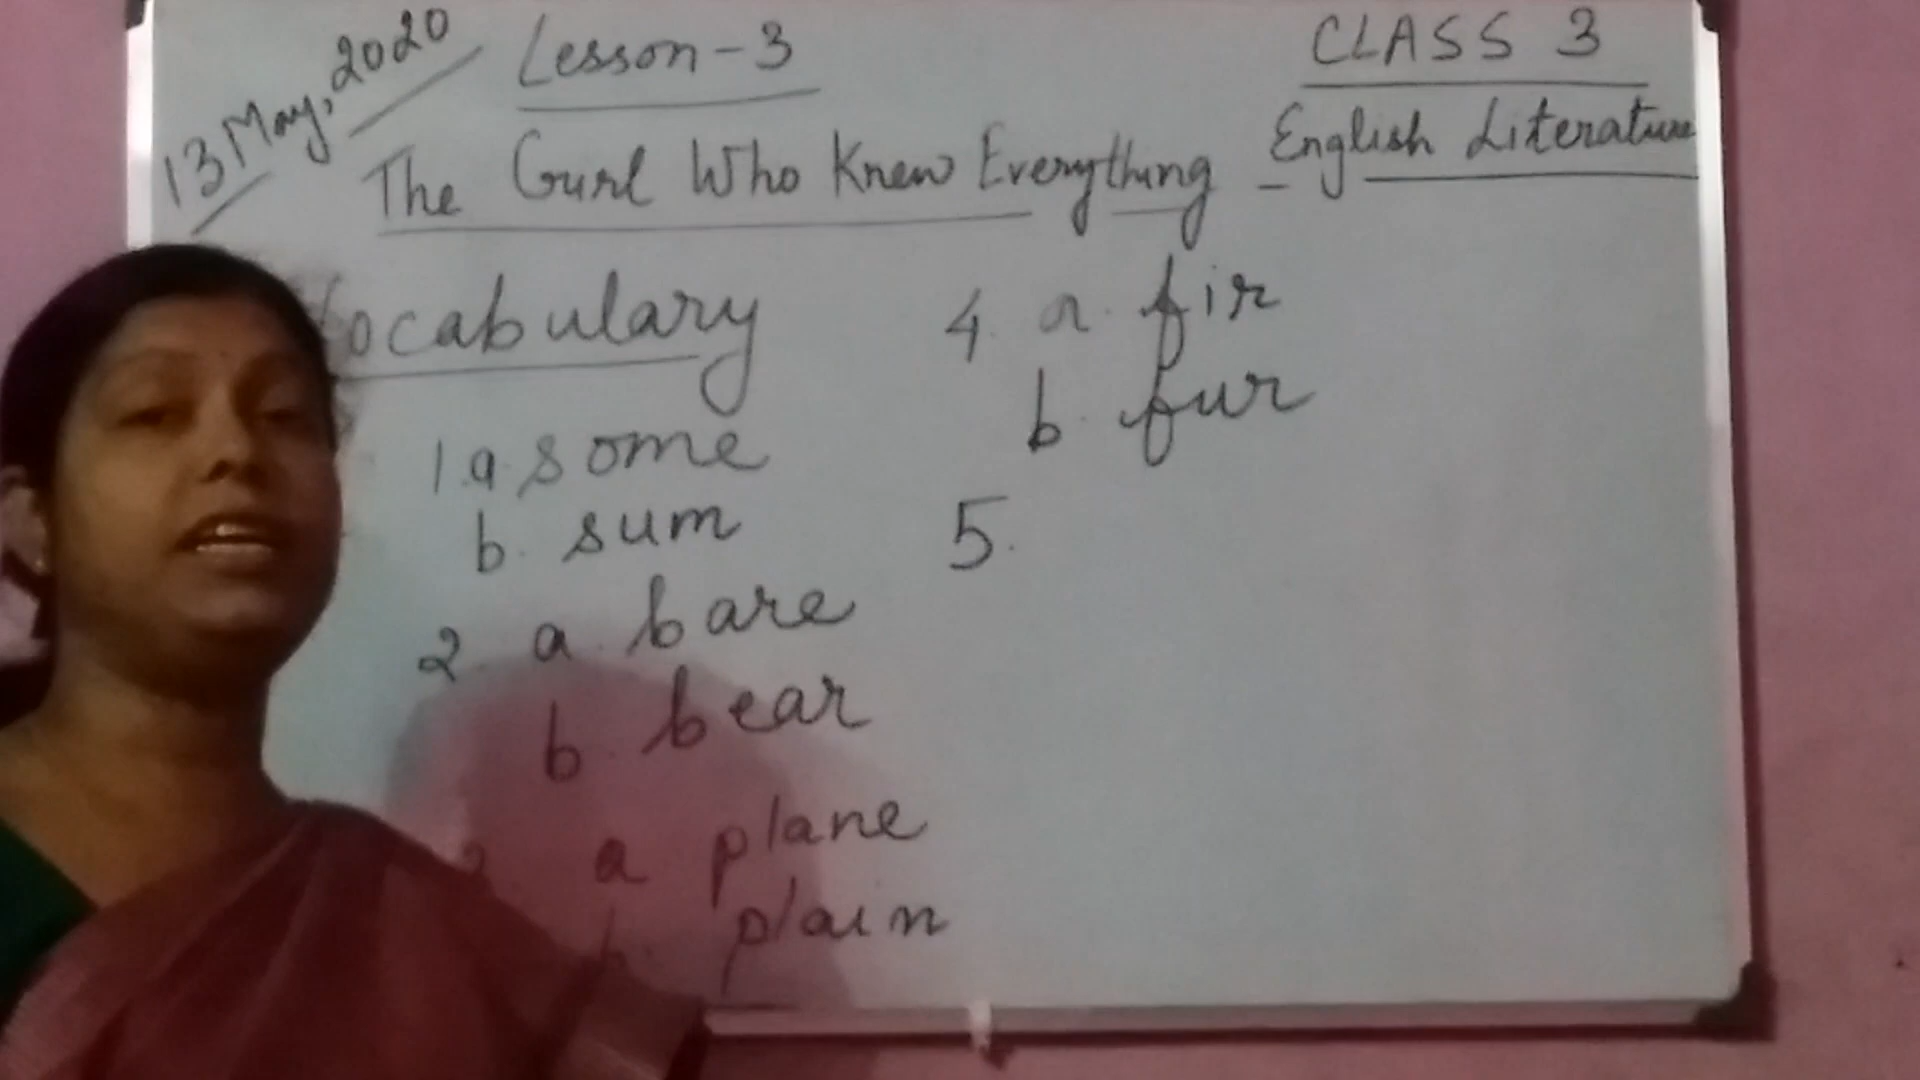 13 May, 2020
Lesson-3
CLASS 3
The Girl Who Knew Everything - English Literature
Vocabulary
1. a. some
b. sum
2. a. bare
b. bear
3. a plane
b. plain
4. a. fir
b. fur
5.